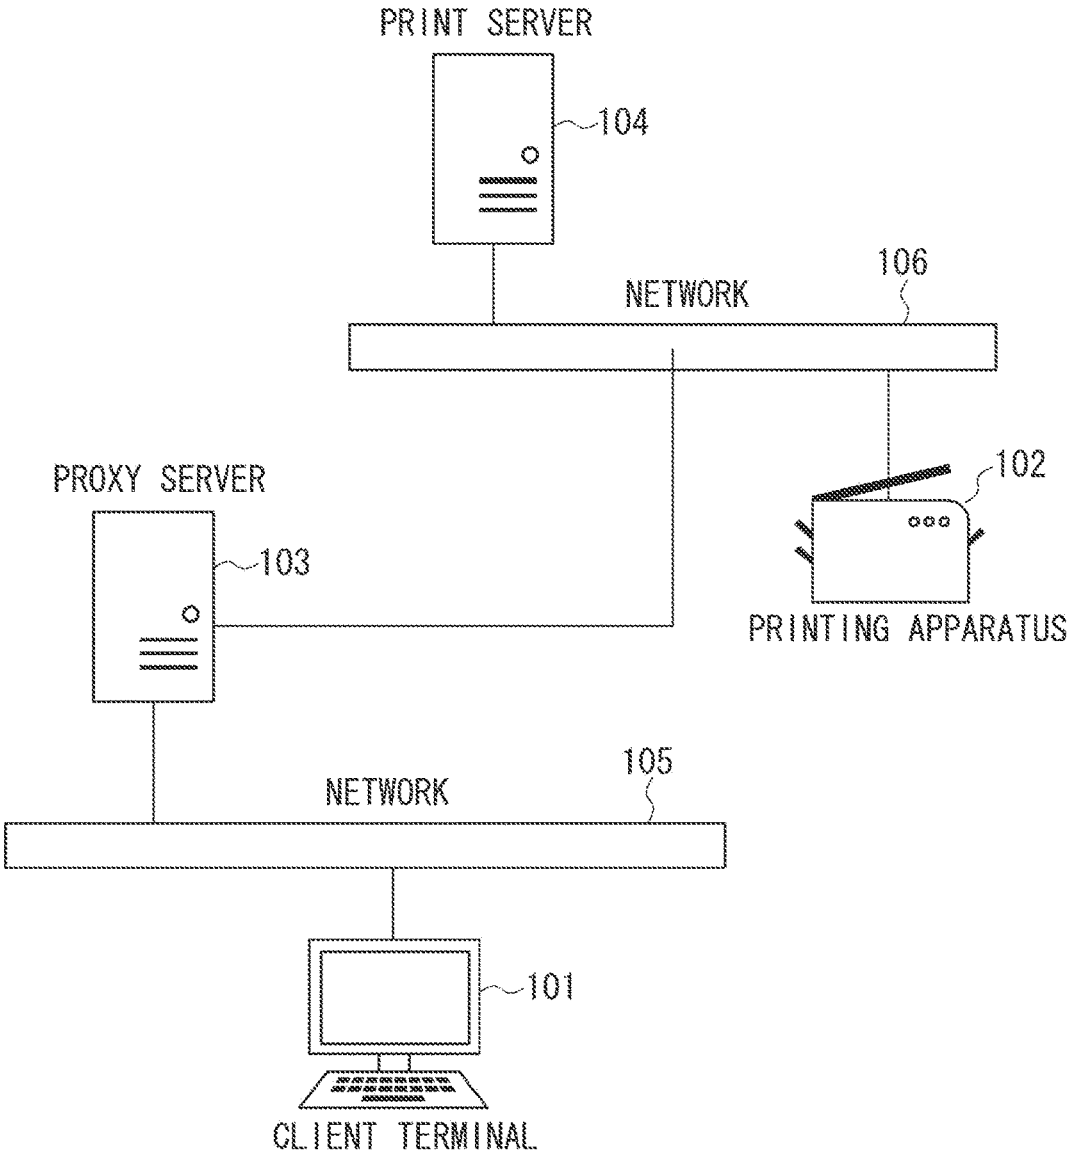 PRINT SERVER
104
106
NETWORK
102
PROXY SERVER
103
PRINTING APPARATUS
105
NETWORK
101
CLIENT TERMINAL